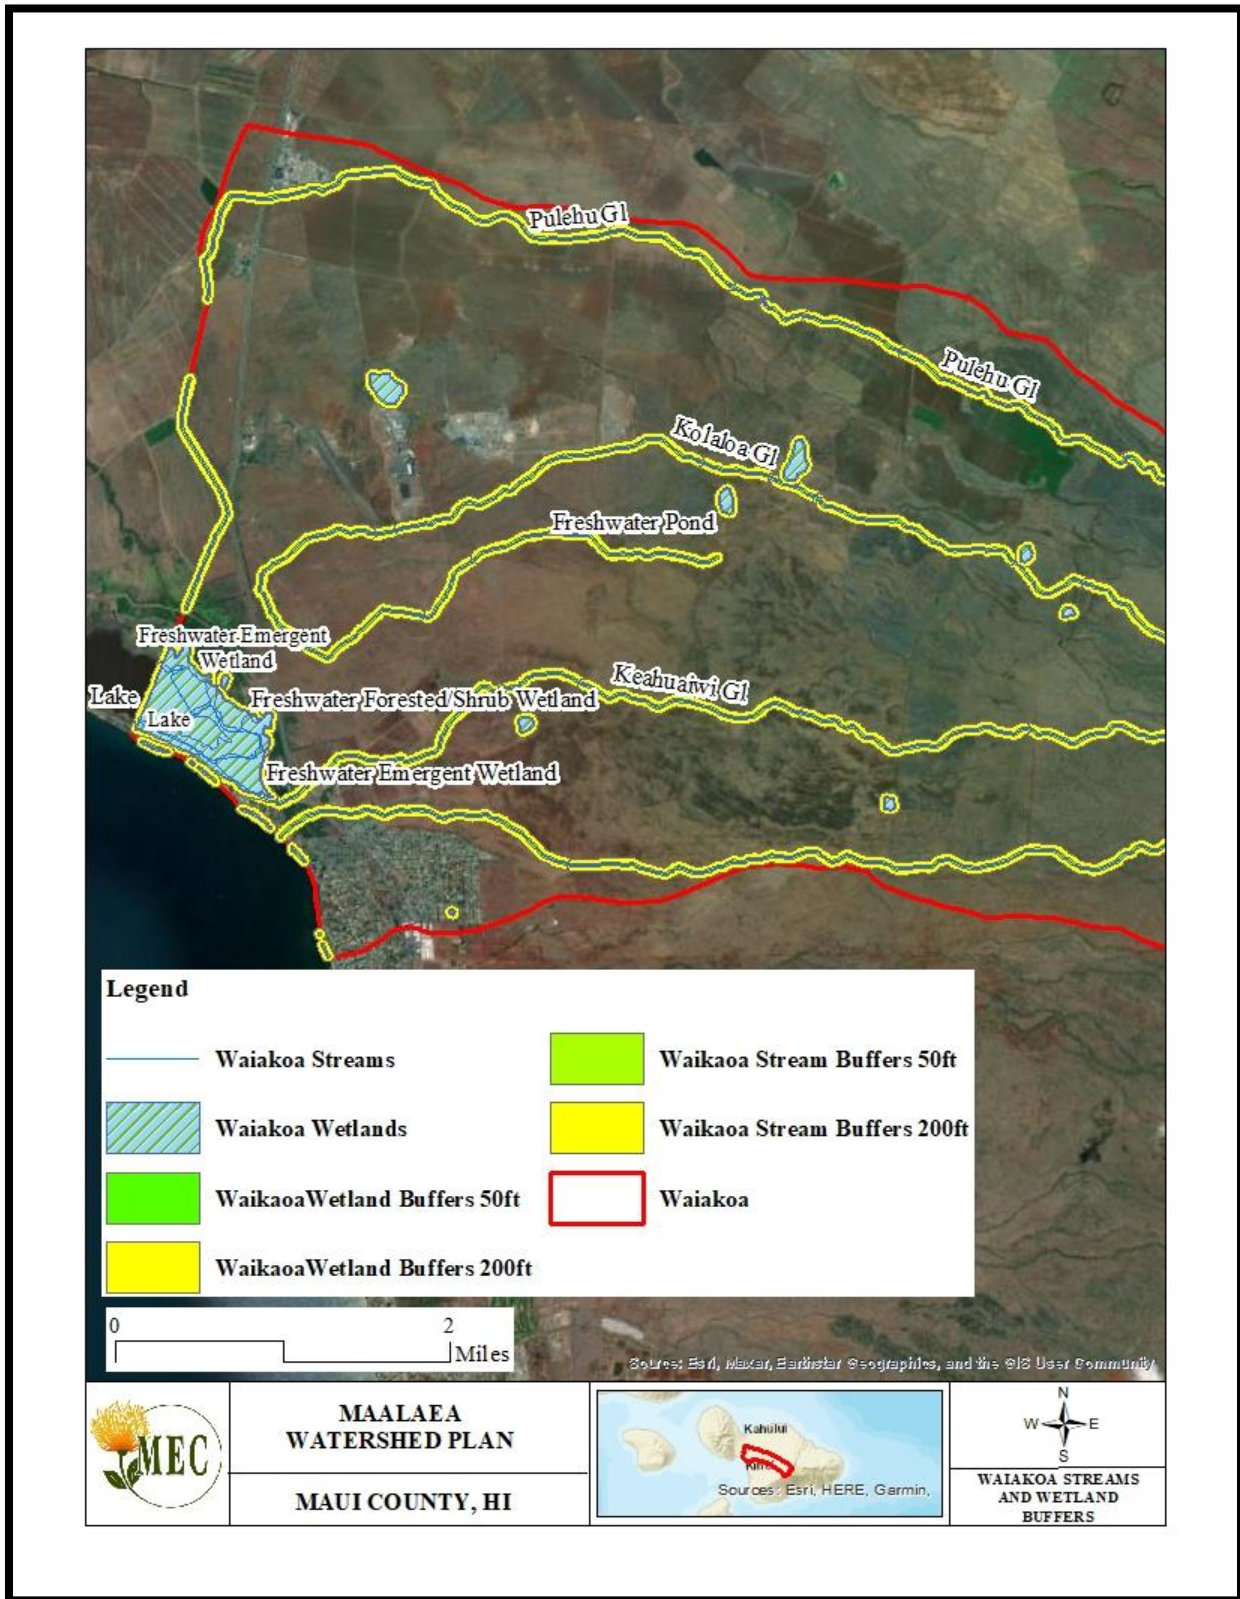 Pulehu Gl
Pulehu Gl
Kolaloa Gl
Freshwater Pond
Freshwater Emergent
Wetland
Keahuaiwi Gl
Lake
Lake
Freshwater Forested/Shrub Wetland
Freshwater Emergent Wetland
Legend
Waiakoa Streams
Waiakoa Wetlands
WaikaoaWetland Buffers 50ft
WaikaoaWetland Buffers 200ft
Waikaoa Stream Buffers 50ft
Waikaoa Stream Buffers 200ft
Waiakoa
0 2
Miles
Source: Esri, Maxar, Earthstar Geographics, and the GIS User Community
MEC
MAALAEA
WATERSHED PLAN
MAUI COUNTY, HI
Kahului
Sources: Esri, HERE, Garmin,
N
W E
S
WAIAKOA STREAMS
AND WETLAND
BUFFERS